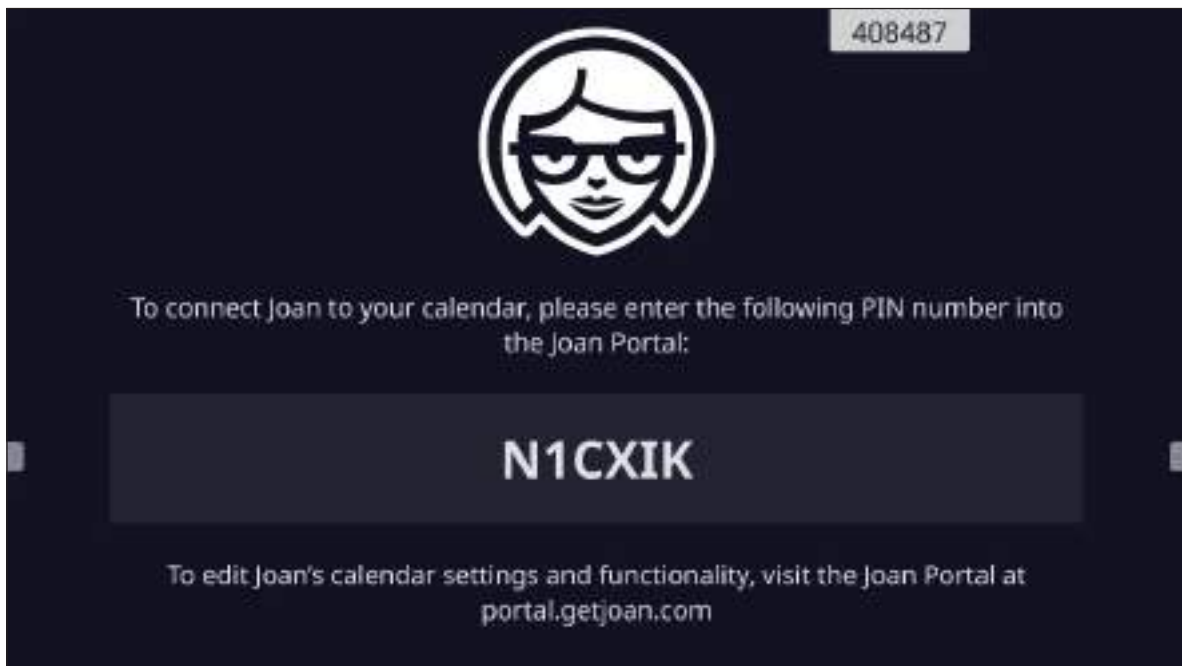 408487
To connect Joan to your calendar, please enter the following PIN number into
the Joan Portal:
N1CXIK
To edit Joan's calendar settings and functionality, visit the Joan Portal at
portal.getjoan.com